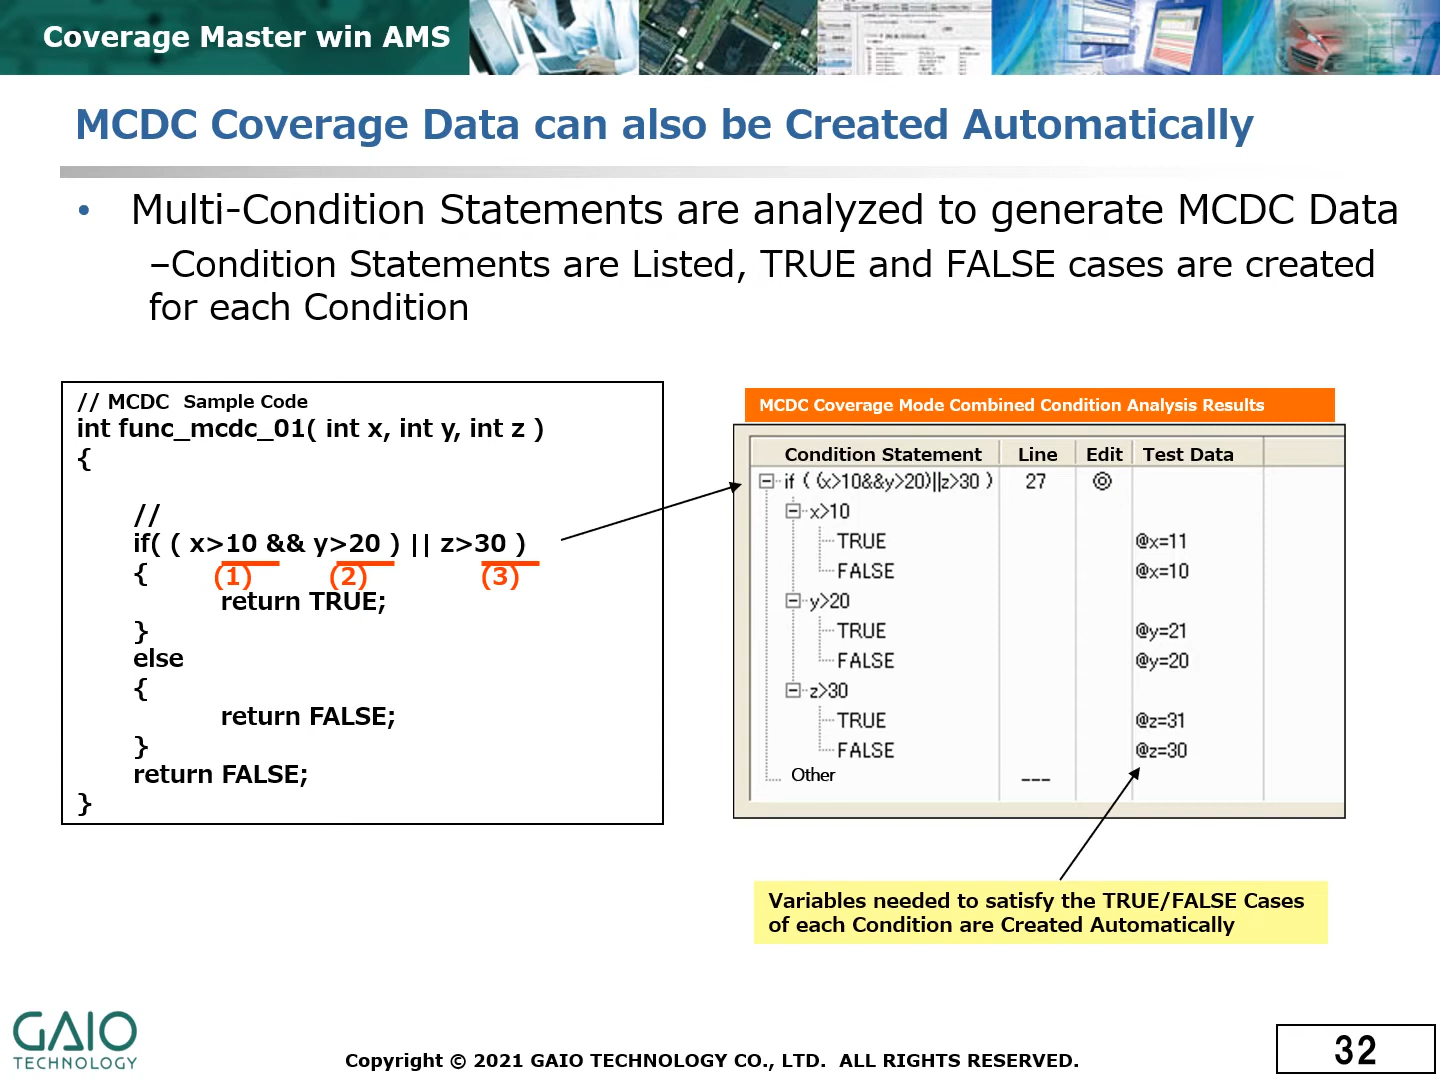 Coverage Master win AMS
MCDC Coverage Data can also be Created Automatically
• Multi-Condition Statements are analyzed to generate MCDC Data
–Condition Statements are Listed, TRUE and FALSE cases are created
for each Condition
// MCDC Sample Code
int func_mcdc_01( int x, int y, int z )
{
//
if( ( x>10 && y>20 ) || z>30 )
{ (1) (2) (3)
return TRUE;
}
else
{
return FALSE;
}
return FALSE;
}
MCDC Coverage Mode Combined Condition Analysis Results
Condition Statement Line Edit Test Data
if ( (x>10&&y>20)||z>30 ) 27 ◎
x>10
TRUE @x=11
FALSE @x=10
y>20
TRUE @y=21
FALSE @y=20
z>30
TRUE @z=31
FALSE @z=30
Other ---
Variables needed to satisfy the TRUE/FALSE Cases
of each Condition are Created Automatically
GAIO
TECHNOLOGY
Copyright © 2021 GAIO TECHNOLOGY CO., LTD. ALL RIGHTS RESERVED.
32